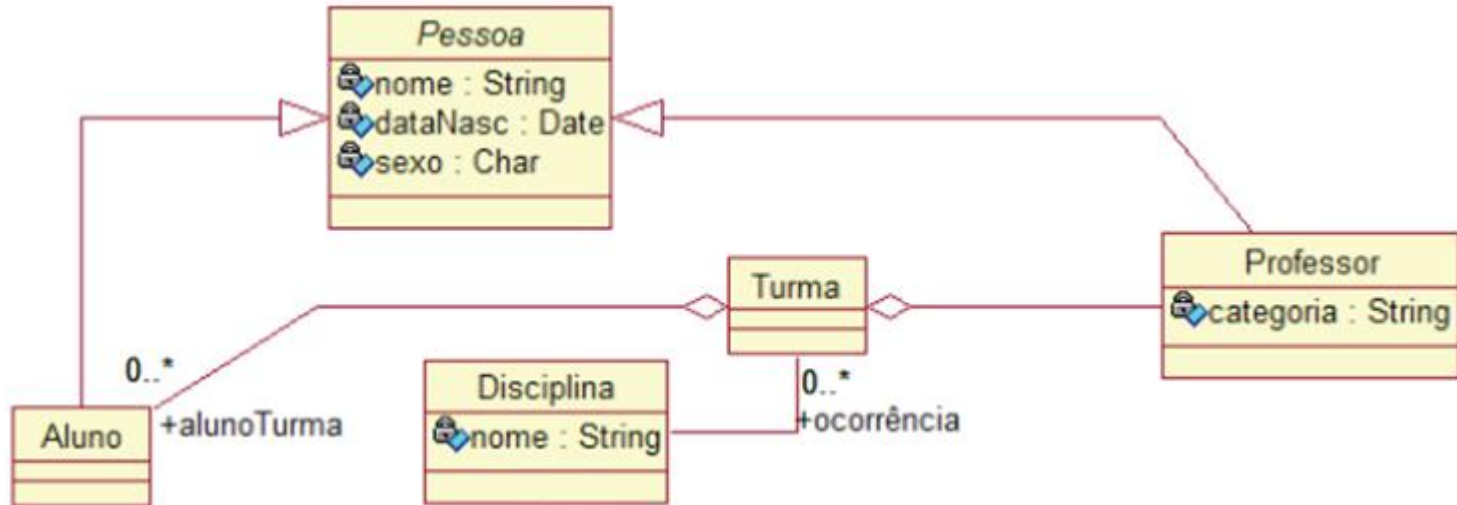 Pessoa
nome : String
dataNasc : Date
sexo : Char
Professor
categoria : String
Turma
0..*
+alunoTurma
Aluno
Disciplina
nome : String
0..*
+ocorrência